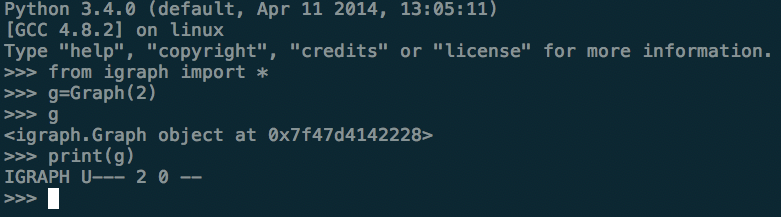 Python 3.4.0 (default, Apr 11 2014, 13:05:11)
[GCC 4.8.2] on linux
Type "help", "copyright", "credits" or "license" for more information.
>>> from igraph import *
>>> g=Graph(2)
>>> g
<igraph.Graph object at 0x7f47d4142228>
>>> print(g)
IGRAPH U--- 2 0 --
>>>